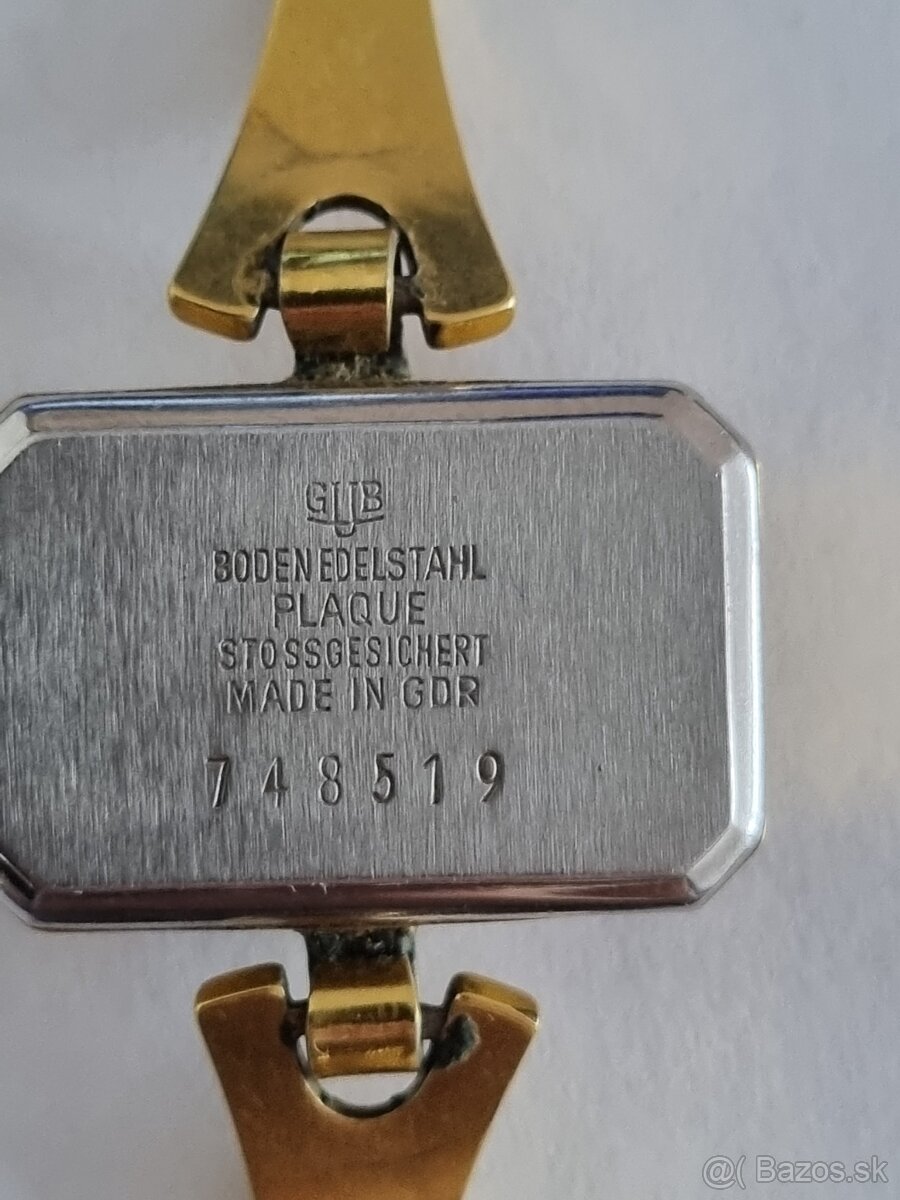 GUB
BODEN EDELSTAHL
PLAQUE
STOSSGESICHERT
MADE IN GDR
748519
@( Bazos.sk